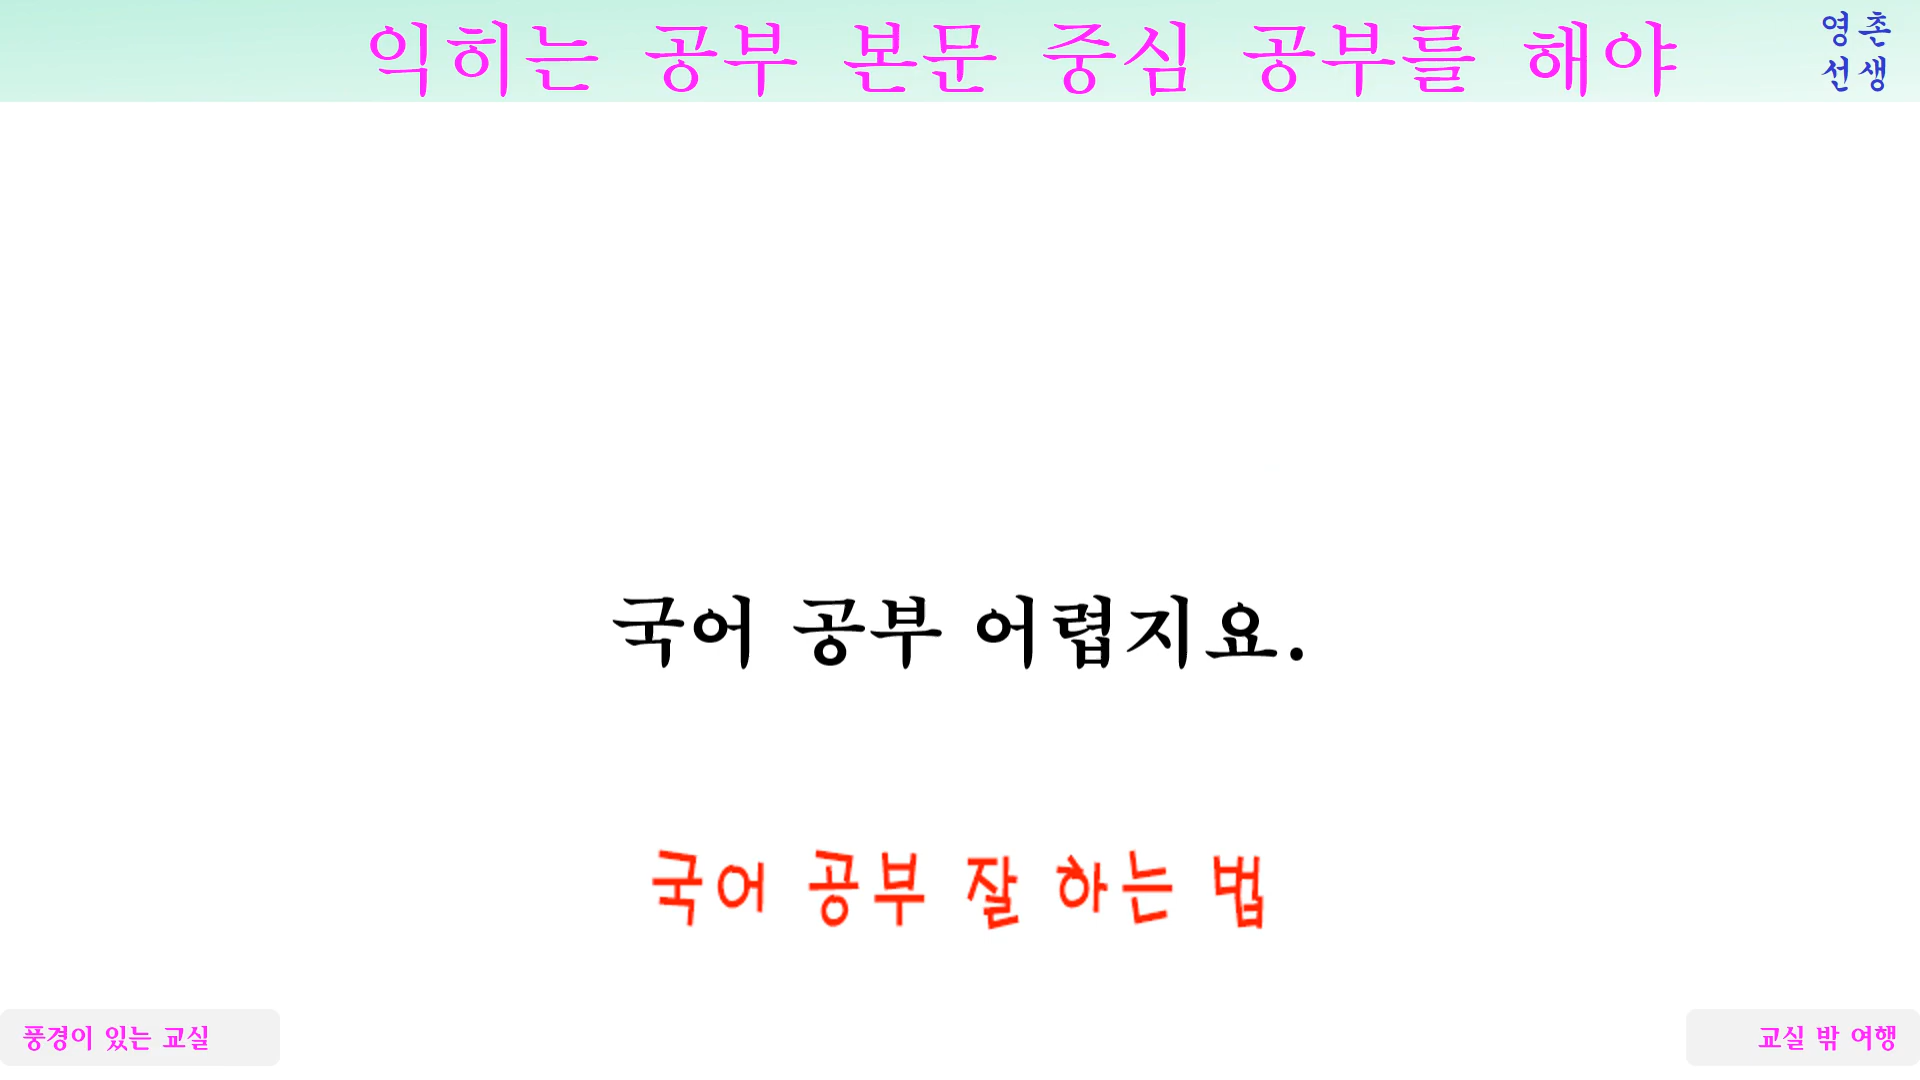 익히는 공부 본문 중심 공부를 해야
영촌
선생
국어 공부 어렵지요.
국어 공부 잘 하는 법
풍경이 있는 교실
교실 밖 여행